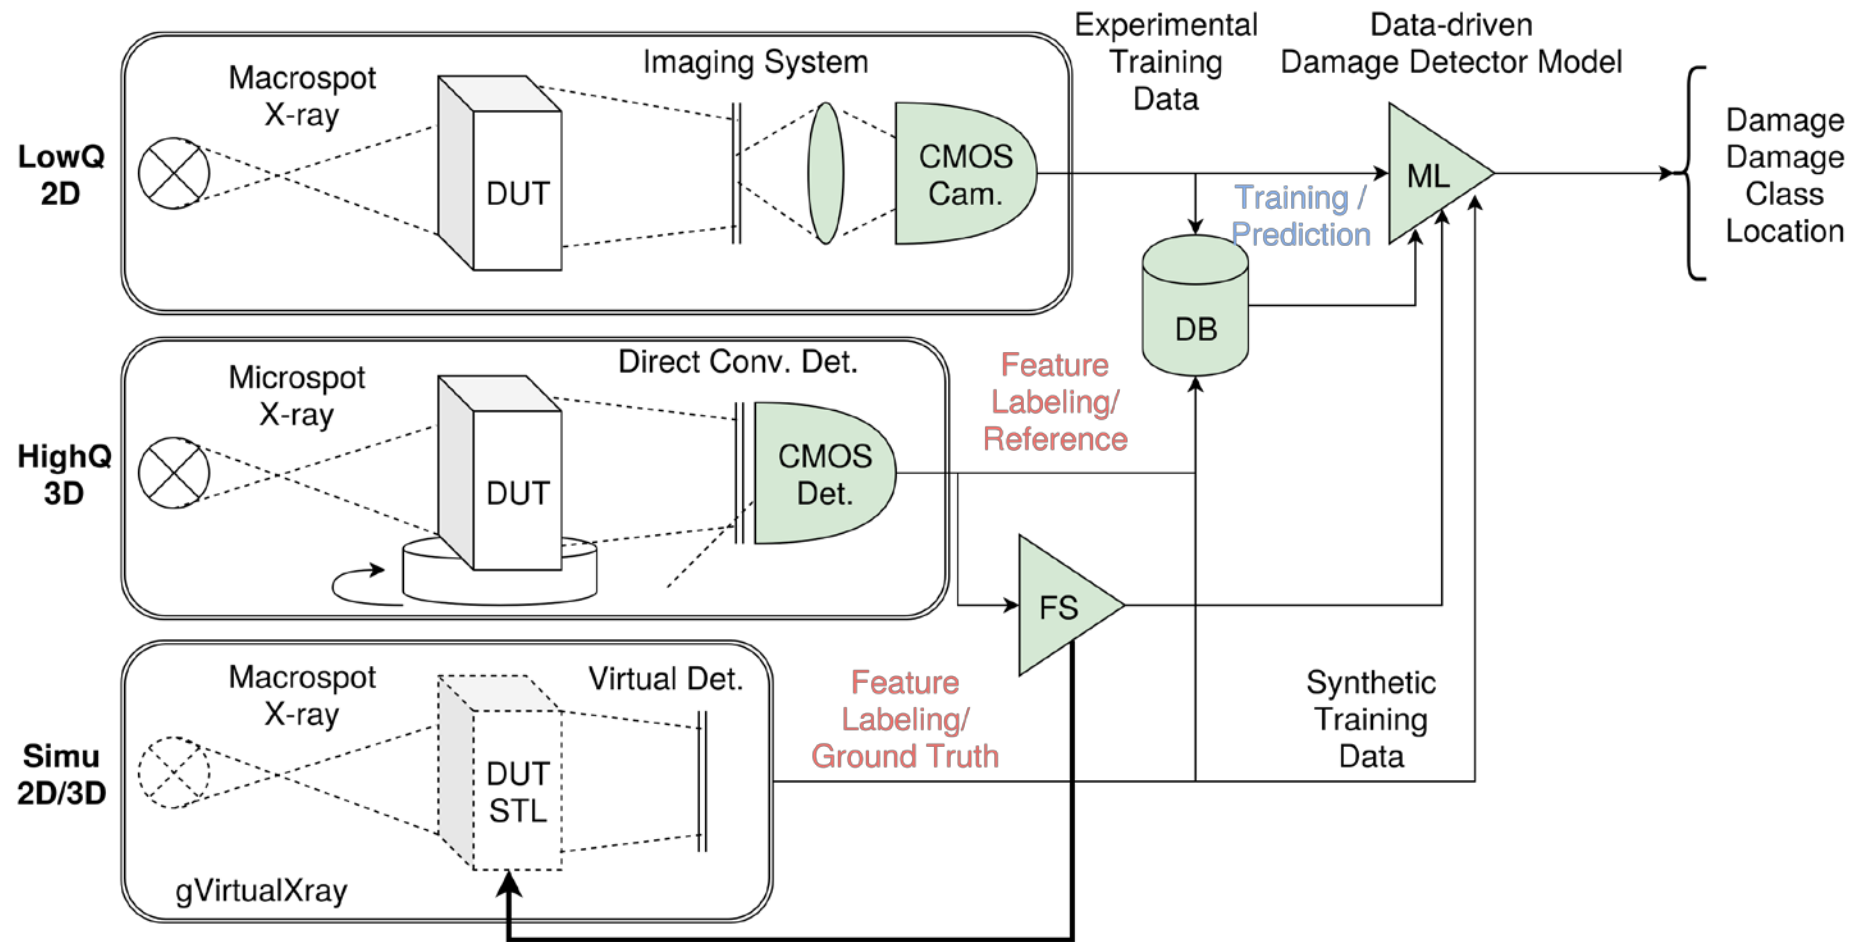 Experimental
Training
Data
Data-driven
Damage Detector Model
LowQ
2D
Macrospot
X-ray
DUT
Imaging System
CMOS
Cam.
Training /
Prediction
ML
Damage
Damage
Class
Location
DB
HighQ
3D
Microspot
X-ray
DUT
Direct Conv. Det.
CMOS
Det.
Feature
Labeling/
Reference
FS
Simu
2D/3D
Macrospot
X-ray
DUT
STL
Virtual Det.
gVirtualXray
Feature
Labeling/
Ground Truth
Synthetic
Training
Data